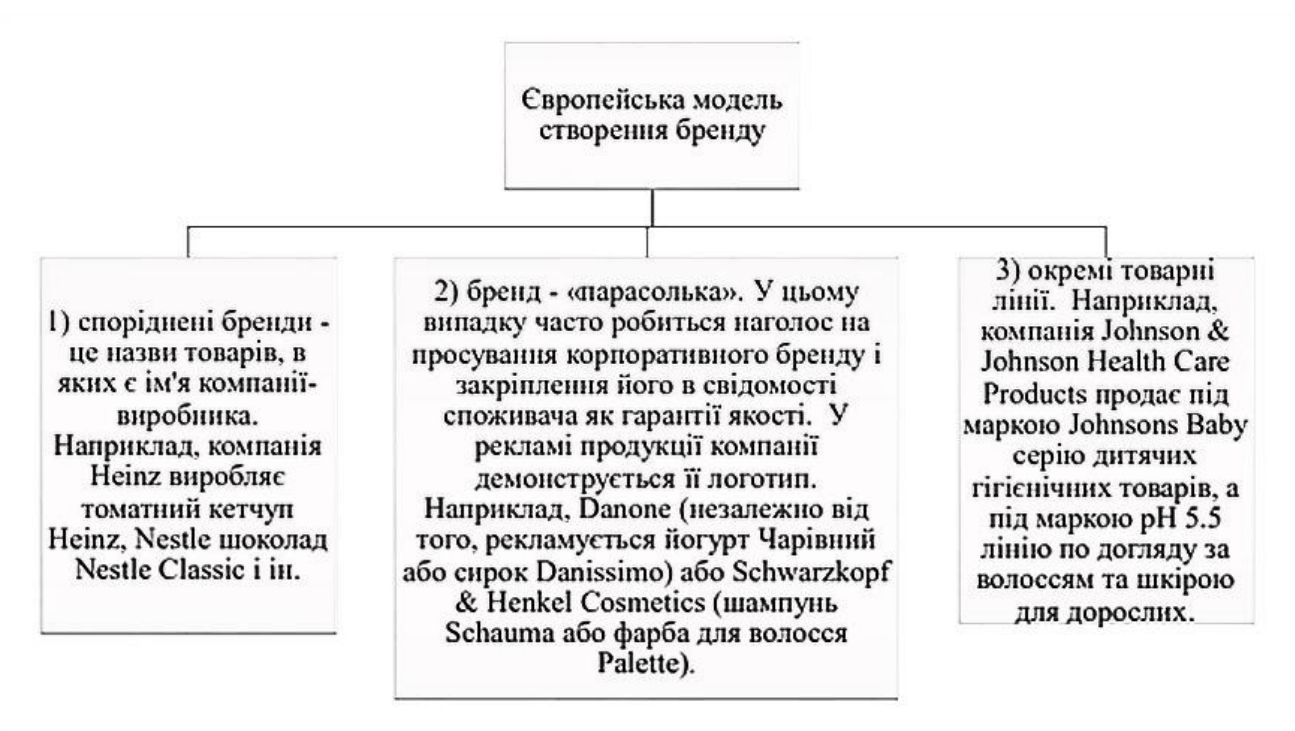 Європейська модель
створення бренду
1) споріднені бренди -
це назви товарів, в
яких є ім'я компанії-
виробника.
Наприклад, компанія
Heinz виробляє
томатний кетчуп
Heinz, Nestle шоколад
Nestle Classic і ін.
2) бренд - «парасолька». У цьому
випадку часто робиться наголос на
просування корпоративного бренду і
закріплення його в свідомості
споживача як гарантії якості. У
рекламі продукції компанії
демонструється її логотип.
Наприклад, Danone (незалежно від
того, рекламується йогурт Чарівний
або сирок Danissimo) або Schwarzkopf
& Henkel Cosmetics (шампунь
Schauma або фарба для волосся
Palette).
3) окремі товарні
лінії. Наприклад,
компанія Johnson &
Johnson Health Care
Products продає під
маркою Johnsons Baby
серію дитячих
гігієнічних товарів, а
під маркою pH 5.5
лінію по догляду за
волоссям та шкірою
для дорослих.